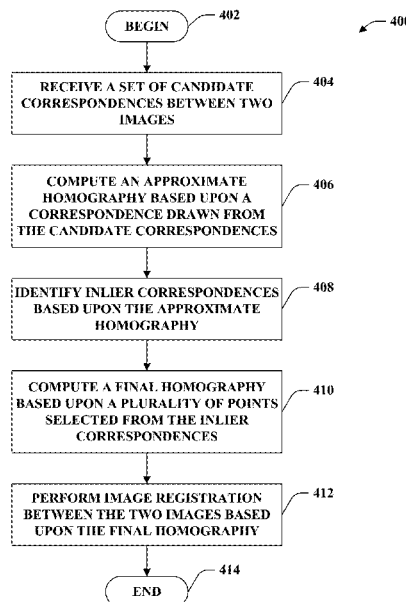 BEGIN
402
400
RECEIVE A SET OF CANDIDATE
CORRESPONDENCES BETWEEN TWO
IMAGES
404
COMPUTE AN APPROXIMATE
HOMOGRAPHY BASED UPON A
CORRESPONDENCE DRAWN FROM
THE CANDIDATE CORRESPONDENCES
406
IDENTIFY INLIER CORRESPONDENCES
BASED UPON THE APPROXIMATE
HOMOGRAPHY
408
COMPUTE A FINAL HOMOGRAPHY
BASED UPON A PLURALITY OF POINTS
SELECTED FROM THE INLIER
CORRESPONDENCES
410
PERFORM IMAGE REGISTRATION
BETWEEN THE TWO IMAGES BASED
UPON THE FINAL HOMOGRAPHY
412
END
414